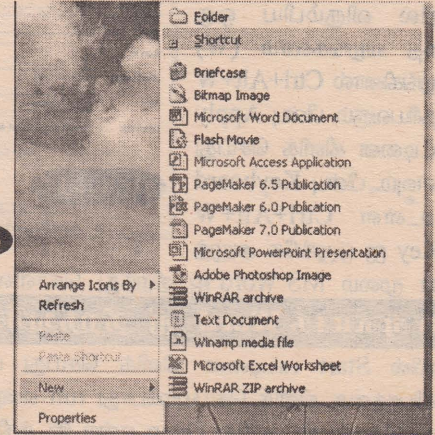 Folder
Shortcut
Briefcase
Bitmap Image
Microsoft Word Document
Flash Movie
Microsoft Access Application
PageMaker 6.5 Publication
PageMaker 6.0 Publication
PageMaker 7.0 Publication
Microsoft PowerPoint Presentation
Adobe Photoshop Image
WinRAR archive
Text Document
Winamp media file
Microsoft Excel Worksheet
WinRAR ZIP archive
Arrange Icons By
Refresh
Paste
Paste Shortcut
New
Properties